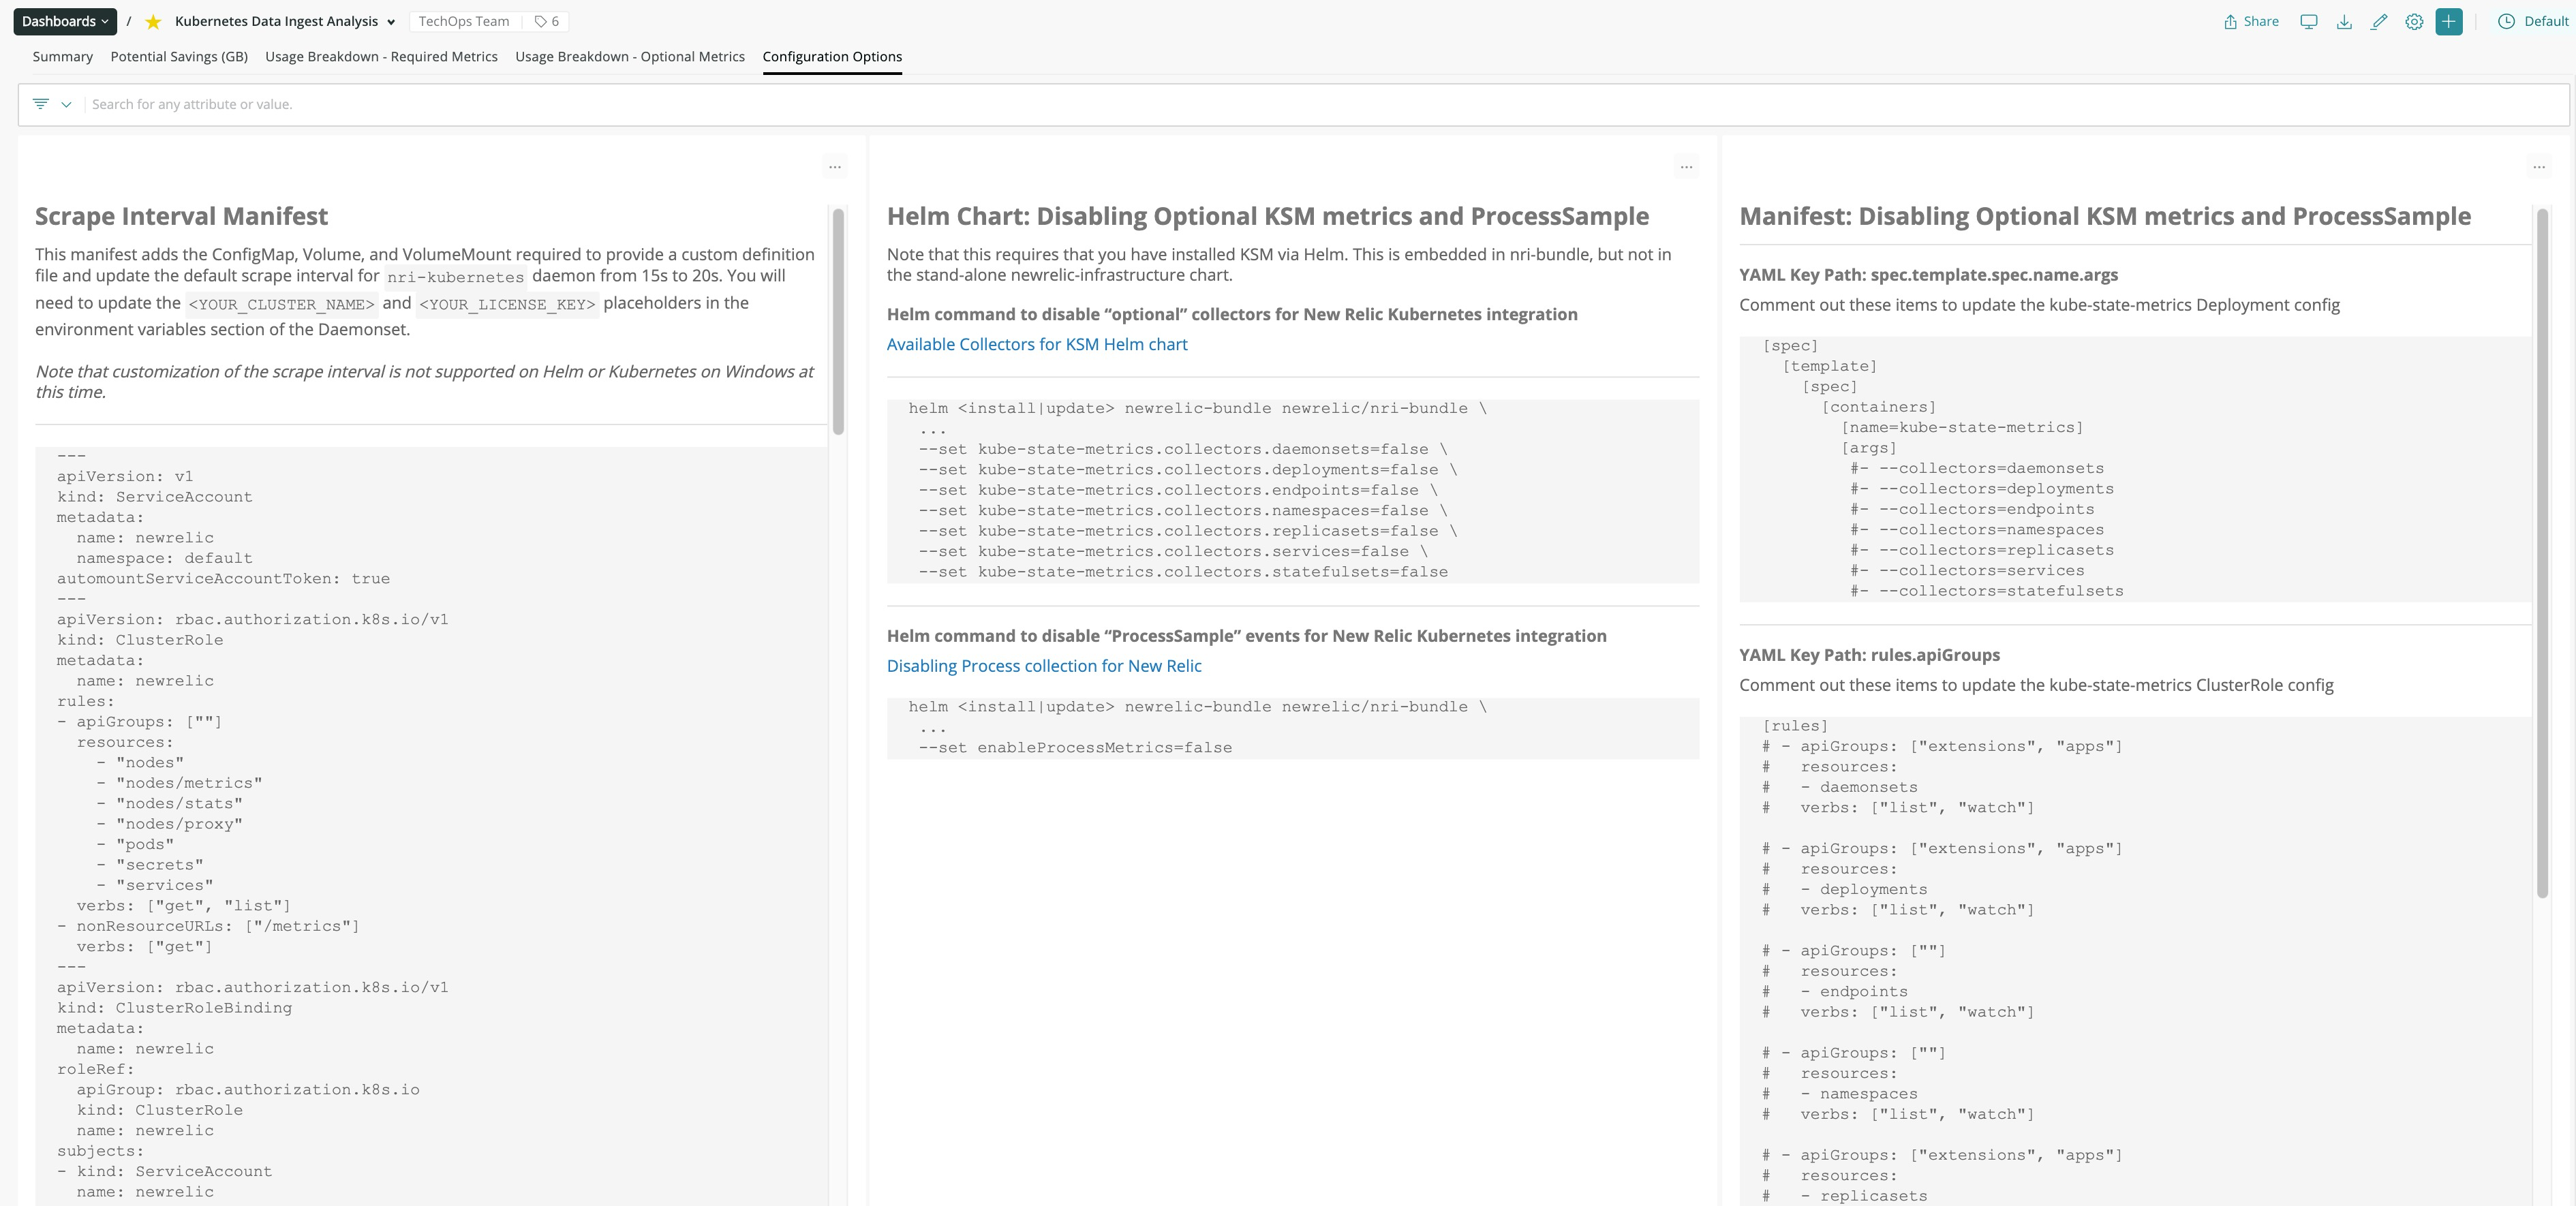 Dashboards / Kubernetes Data Ingest Analysis TechOps Team 6 Share Default
Summary Potential Savings (GB) Usage Breakdown - Required Metrics Usage Breakdown - Optional Metrics Configuration Options
Search for any attribute or value.
...
Scrape Interval Manifest
This manifest adds the ConfigMap, Volume, and VolumeMount required to provide a custom definition
file and update the default scrape interval for nri-kubernetes daemon from 15s to 20s. You will
need to update the <YOUR_CLUSTER_NAME> and <YOUR_LICENSE_KEY> placeholders in the
environment variables section of the Daemonset.
Note that customization of the scrape interval is not supported on Helm or Kubernetes on Windows at
this time.
---
apiVersion: v1
kind: ServiceAccount
metadata:
  name: newrelic
  namespace: default
automountServiceAccountToken: true
---
apiVersion: rbac.authorization.k8s.io/v1
kind: ClusterRole
metadata:
  name: newrelic
rules:
- apiGroups: [""]
  resources:
    - "nodes"
    - "nodes/metrics"
    - "nodes/stats"
    - "nodes/proxy"
    - "pods"
    - "secrets"
    - "services"
  verbs: ["get", "list"]
- nonResourceURLs: ["/metrics"]
  verbs: ["get"]
---
apiVersion: rbac.authorization.k8s.io/v1
kind: ClusterRoleBinding
metadata:
  name: newrelic
roleRef:
  apiGroup: rbac.authorization.k8s.io
  kind: ClusterRole
  name: newrelic
subjects:
- kind: ServiceAccount
  name: newrelic
...
Helm Chart: Disabling Optional KSM metrics and ProcessSample
Note that this requires that you have installed KSM via Helm. This is embedded in nri-bundle, but not in
the stand-alone newrelic-infrastructure chart.
Helm command to disable “optional” collectors for New Relic Kubernetes integration
Available Collectors for KSM Helm chart
helm <install|update> newrelic-bundle newrelic/nri-bundle \
 ...
 --set kube-state-metrics.collectors.daemonsets=false \
 --set kube-state-metrics.collectors.deployments=false \
 --set kube-state-metrics.collectors.endpoints=false \
 --set kube-state-metrics.collectors.namespaces=false \
 --set kube-state-metrics.collectors.replicasets=false \
 --set kube-state-metrics.collectors.services=false \
 --set kube-state-metrics.collectors.statefulsets=false
Helm command to disable “ProcessSample” events for New Relic Kubernetes integration
Disabling Process collection for New Relic
helm <install|update> newrelic-bundle newrelic/nri-bundle \
 ...
 --set enableProcessMetrics=false
...
Manifest: Disabling Optional KSM metrics and ProcessSample
YAML Key Path: spec.template.spec.name.args
Comment out these items to update the kube-state-metrics Deployment config
[spec]
  [template]
    [spec]
      [containers]
        [name=kube-state-metrics]
        [args]
         #- --collectors=daemonsets
         #- --collectors=deployments
         #- --collectors=endpoints
         #- --collectors=namespaces
         #- --collectors=replicasets
         #- --collectors=services
         #- --collectors=statefulsets
YAML Key Path: rules.apiGroups
Comment out these items to update the kube-state-metrics ClusterRole config
[rules]
# - apiGroups: ["extensions", "apps"]
#   resources:
#   - daemonsets
#   verbs: ["list", "watch"]
# - apiGroups: ["extensions", "apps"]
#   resources:
#   - deployments
#   verbs: ["list", "watch"]
# - apiGroups: [""]
#   resources:
#   - endpoints
#   verbs: ["list", "watch"]
# - apiGroups: [""]
#   resources:
#   - namespaces
#   verbs: ["list", "watch"]
# - apiGroups: ["extensions", "apps"]
#   resources:
#   - replicasets